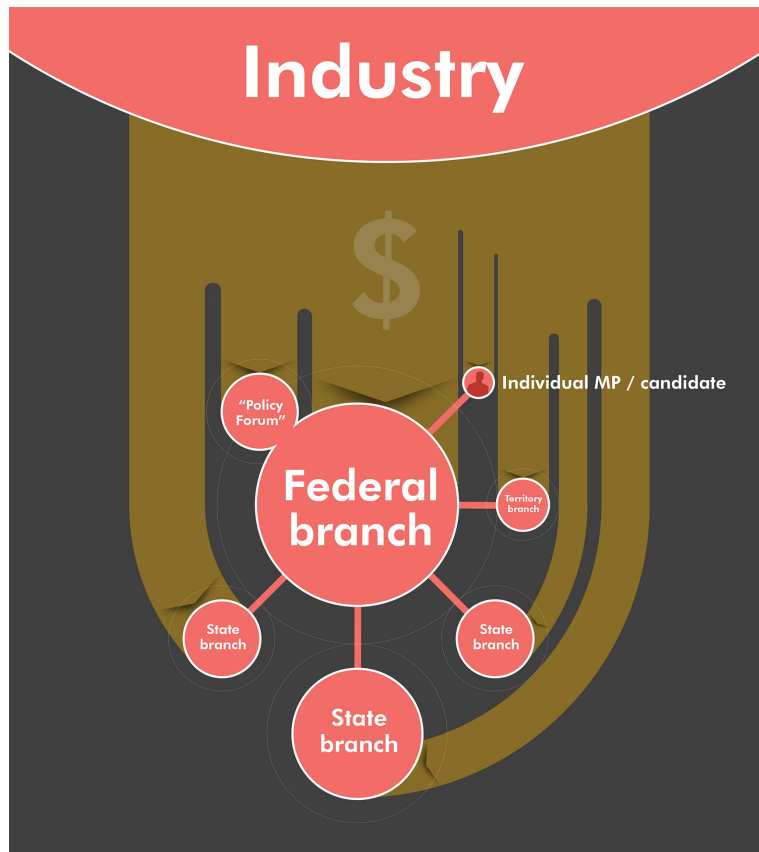 Industry
$
Individual MP / candidate
“Policy
Forum”
Federal
branch
Territory
branch
State
branch
State
branch
State
branch